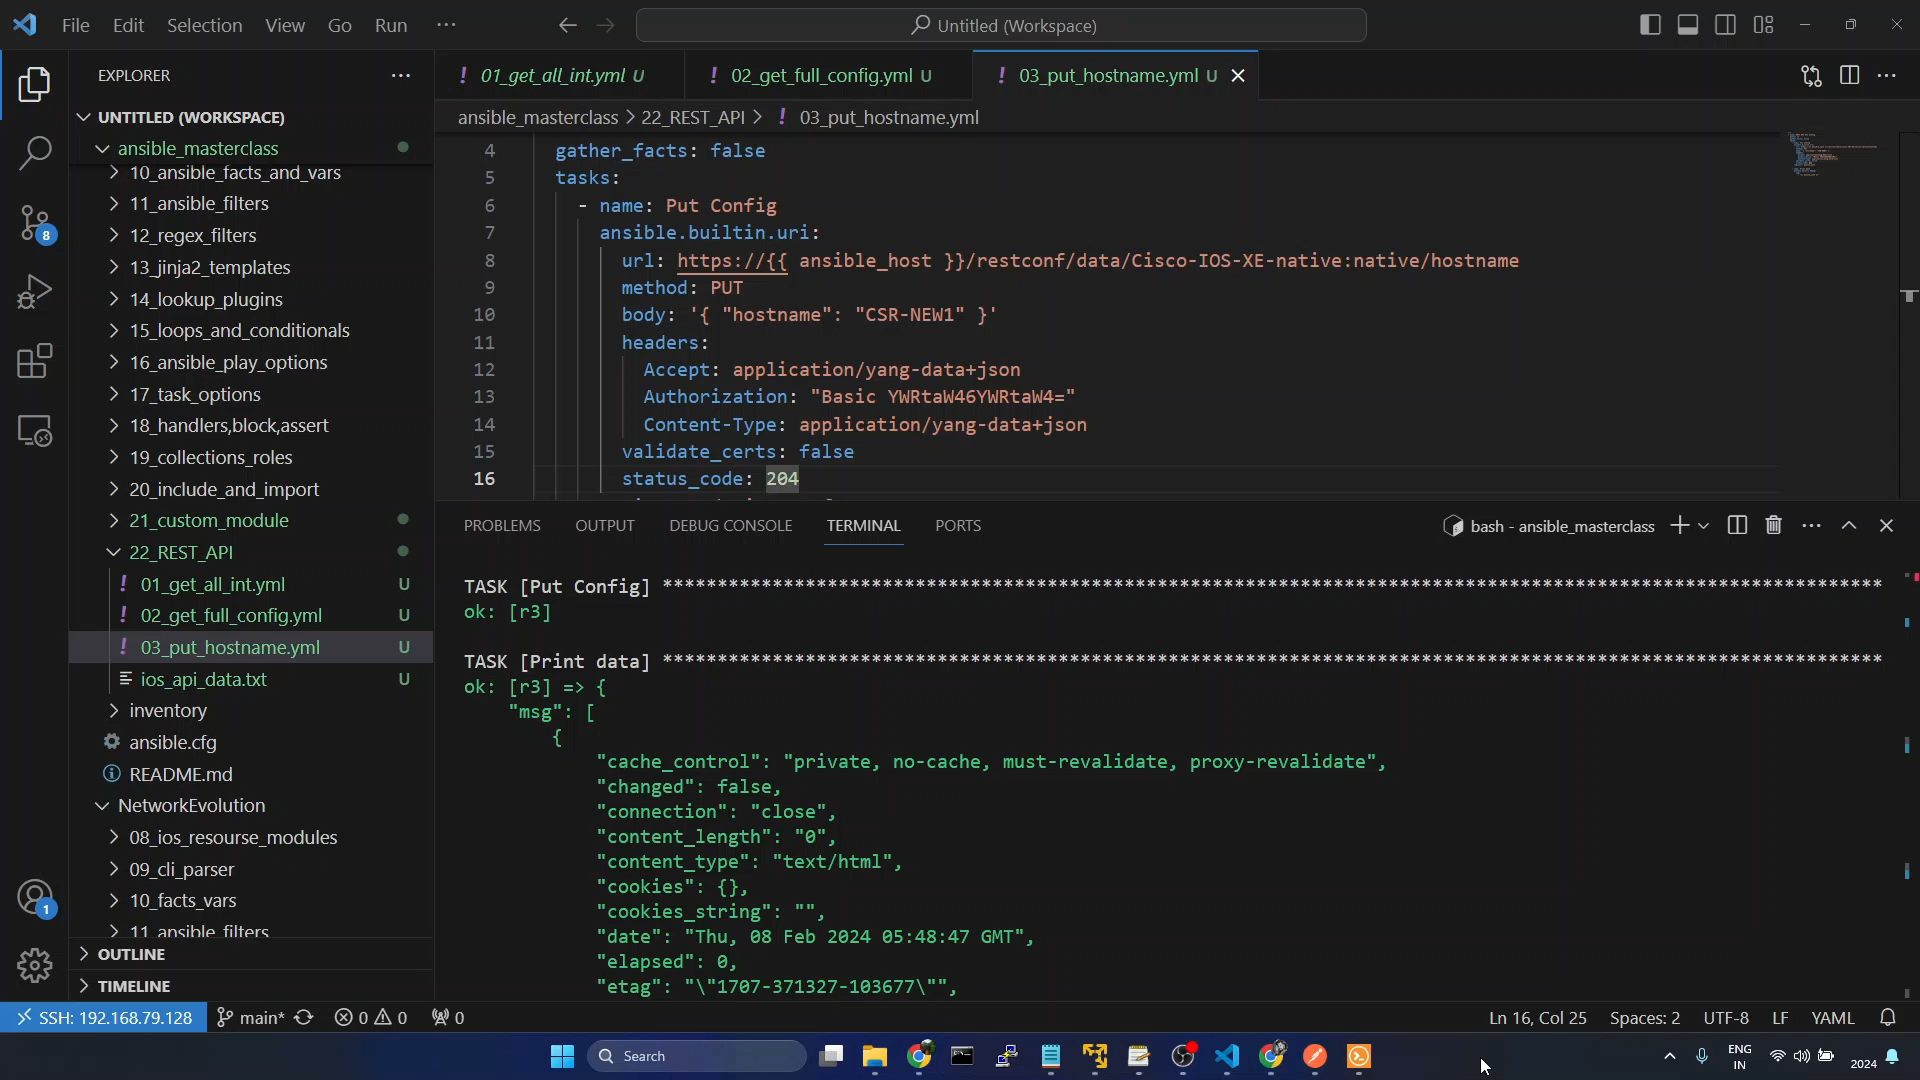 File Edit Selection View Go Run ···
Untitled (Workspace)
EXPLORER
UNTITLED (WORKSPACE)
ansible_masterclass
10_ansible_facts_and_vars
11_ansible_filters
12_regex_filters
13_jinja2_templates
14_lookup_plugins
15_loops_and_conditionals
16_ansible_play_options
17_task_options
18_handlers,block,assert
19_collections_roles
20_include_and_import
21_custom_module
22_REST_API
01_get_all_int.yml U
02_get_full_config.yml U
03_put_hostname.yml U
ios_api_data.txt U
inventory
ansible.cfg
README.md
NetworkEvolution
08_ios_resourse_modules
09_cli_parser
10_facts_vars
11_ansible_filters
OUTLINE
TIMELINE
8
1
! 01_get_all_int.yml U ! 02_get_full_config.yml U ! 03_put_hostname.yml U
ansible_masterclass > 22_REST_API > ! 03_put_hostname.yml
4 gather_facts: false
5 tasks:
6 - name: Put Config
7 ansible.builtin.uri:
8 url: https://{{ ansible_host }}/restconf/data/Cisco-IOS-XE-native:native/hostname
9 method: PUT
10 body: '{ "hostname": "CSR-NEW1" }'
11 headers:
12 Accept: application/yang-data+json
13 Authorization: "Basic YWRtaW46YWRtaW4="
14 Content-Type: application/yang-data+json
15 validate_certs: false
16 status_code: 204
PROBLEMS OUTPUT DEBUG CONSOLE TERMINAL PORTS
bash - ansible_masterclass
TASK [Put Config] **************************************************************************************************************
ok: [r3]
TASK [Print data] **************************************************************************************************************
ok: [r3] => {
"msg": [
{
"cache_control": "private, no-cache, must-revalidate, proxy-revalidate",
"changed": false,
"connection": "close",
"content_length": "0",
"content_type": "text/html",
"cookies": {},
"cookies_string": "",
"date": "Thu, 08 Feb 2024 05:48:47 GMT",
"elapsed": 0,
"etag": "\"1707-371327-103677\"",
SSH: 192.168.79.128 main* 0 0 0
Ln 16, Col 25 Spaces: 2 UTF-8 LF YAML
Search
ENG
IN
2024